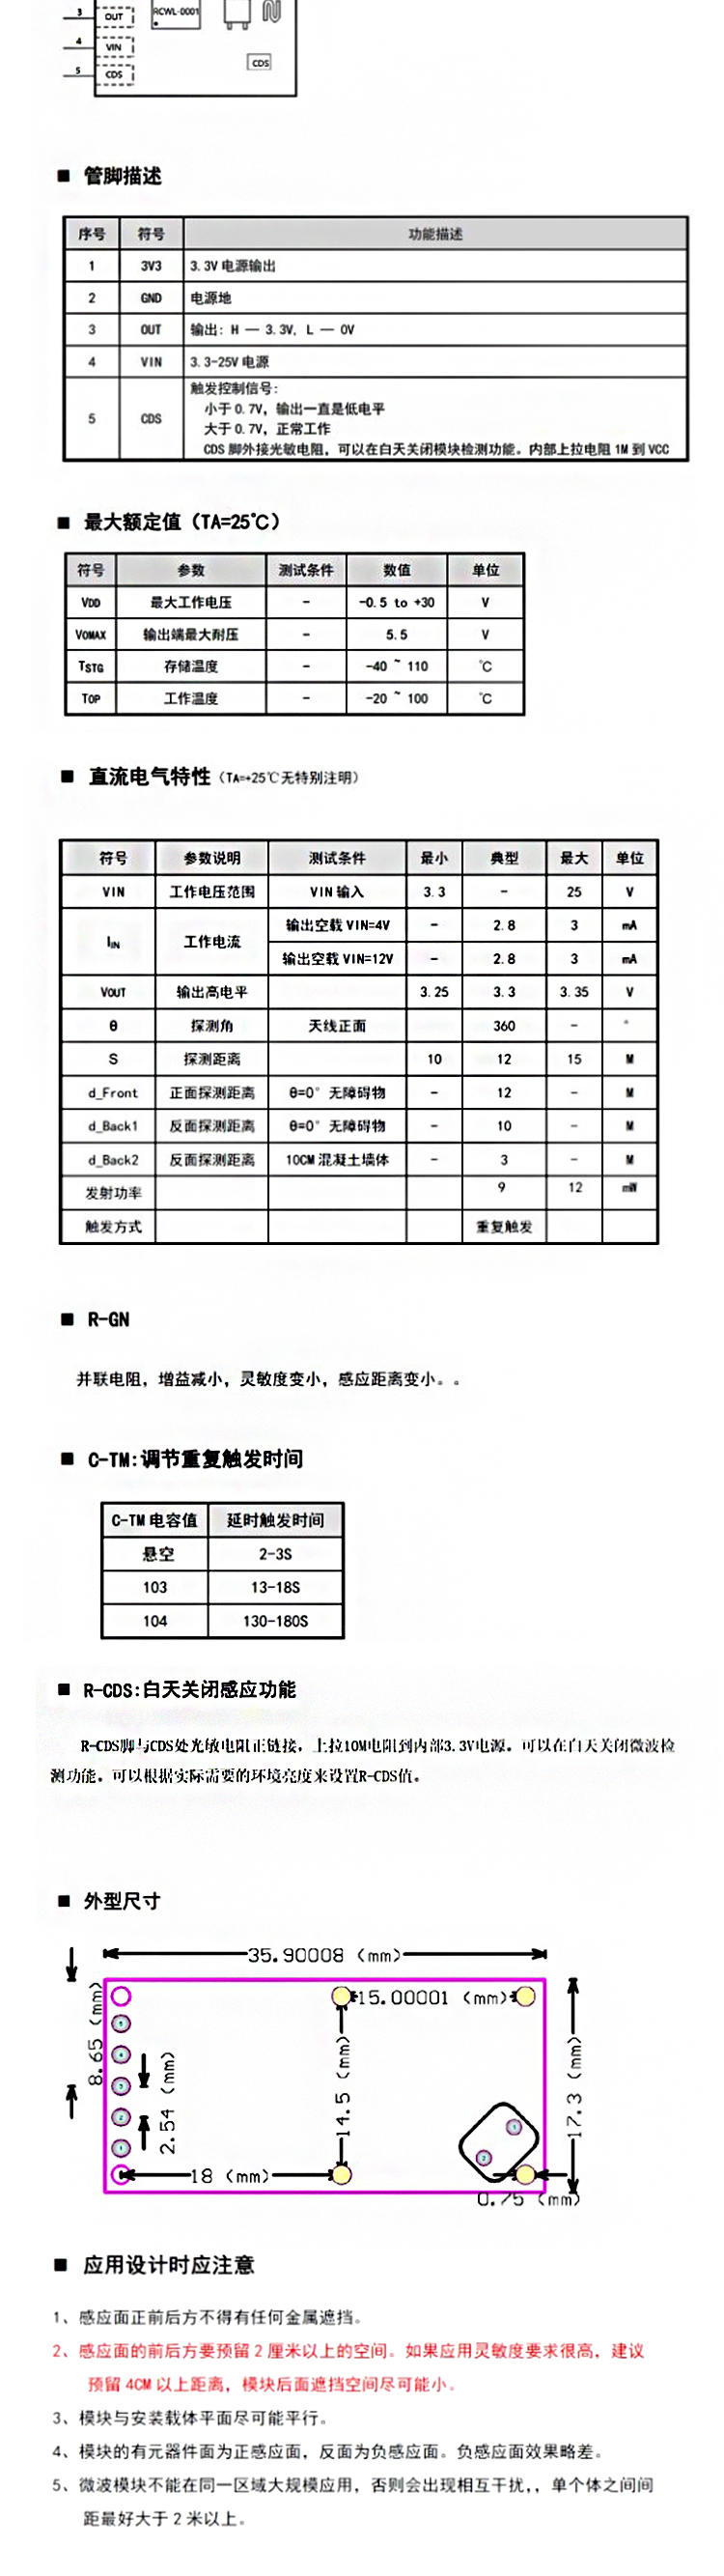 3 OUT RCWL-0001
4 VIN
5 CDS CDS
■ 管脚描述
序号 符号 功能描述
1 3V3 3.3V 电源输出
2 GND 电源地
3 OUT 输出：H — 3.3V, L — 0V
4 VIN 3.3-25V 电源
5 CDS 触发控制信号：
小于 0.7V，输出一直是低电平
大于 0.7V，正常工作
CDS 脚外接光敏电阻，可以在白天关闭模块检测功能。内部上拉电阻 1M 到 VCC
■ 最大额定值（TA=25℃）
符号 参数 测试条件 数值 单位
VDD 最大工作电压 - -0.5 to +30 V
VOMAX 输出端最大耐压 - 5.5 V
TSTG 存储温度 - -40 ~ 110 ℃
TOP 工作温度 - -20 ~ 100 ℃
■ 直流电气特性（TA=+25℃无特别注明）
符号 参数说明 测试条件 最小 典型 最大 单位
VIN 工作电压范围 VIN 输入 3.3 - 25 V
IIN 工作电流 输出空载 VIN=4V - 2.8 3 mA
输出空载 VIN=12V - 2.8 3 mA
VOUT 输出高电平 3.25 3.3 3.35 V
θ 探测角 天线正面 360 - °
S 探测距离 10 12 15 M
d_Front 正面探测距离 θ=0° 无障碍物 - 12 - M
d_Back1 反面探测距离 θ=0° 无障碍物 - 10 - M
d_Back2 反面探测距离 10CM 混凝土墙体 - 3 - M
发射功率 9 12 mW
触发方式 重复触发
■ R-GN
并联电阻，增益减小，灵敏度变小，感应距离变小。。
■ C-TM:调节重复触发时间
C-TM 电容值 延时触发时间
悬空 2-3S
103 13-18S
104 130-180S
■ R-CDS:白天关闭感应功能
R-CDS脚与CDS处光敏电阻正链接，上拉10M电阻到内部3.3V电源。可以在白天关闭微波检
测功能。可以根据实际需要的环境亮度来设置R-CDS值。
■ 外型尺寸
35.90008 (mm)
15.00001 (mm)
8.65 (mm)
5
4
3
2
1
2.54 (mm)
14.5 (mm)
17.3 (mm)
1
2
18 (mm)
0.75 (mm)
■ 应用设计时应注意
1、感应面正前后方不得有任何金属遮挡。
2、感应面的前后方要预留 2 厘米以上的空间。如果应用灵敏度要求很高，建议
预留 4CM 以上距离，模块后面遮挡空间尽可能小。
3、模块与安装载体平面尽可能平行。
4、模块的有元器件面为正感应面，反面为负感应面。负感应面效果略差。
5、微波模块不能在同一区域大规模应用，否则会出现相互干扰，，单个体之间间
距最好大于 2 米以上。